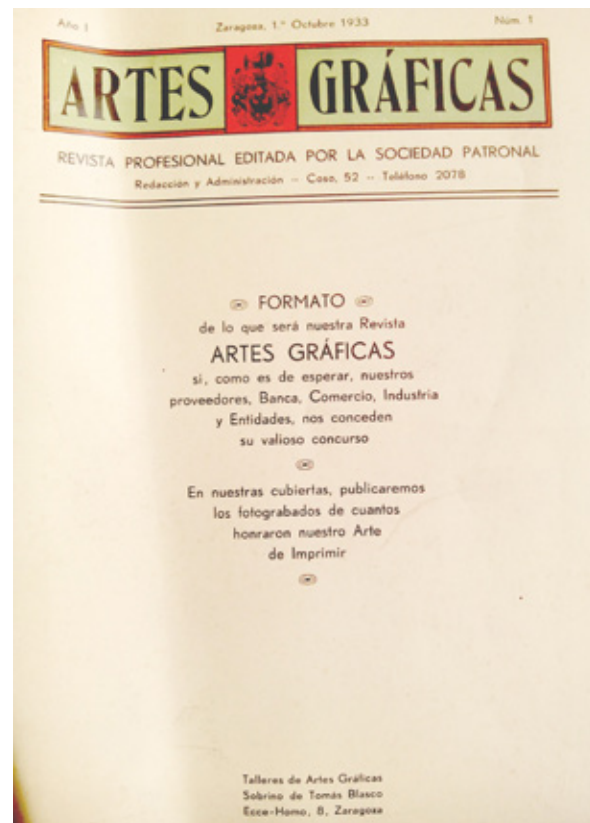 Año 1 Zaragoza, 1.º Octubre 1933 Núm. 1
ARTES GRÁFICAS
REVISTA PROFESIONAL EDITADA POR LA SOCIEDAD PATRONAL
Redacción y Administración -- Coso, 52 -- Teléfono 2078
FORMATO
de lo que será nuestra Revista
ARTES GRÁFICAS
si, como es de esperar, nuestros
proveedores, Banca, Comercio, Industria
y Entidades, nos conceden
su valioso concurso
En nuestras cubiertas, publicaremos
los fotograbados de cuantos
honraron nuestro Arte
de Imprimir
Talleres de Artes Gráficas
Sobrino de Tomás Blasco
Ecce-Homo, 8, Zaragoza